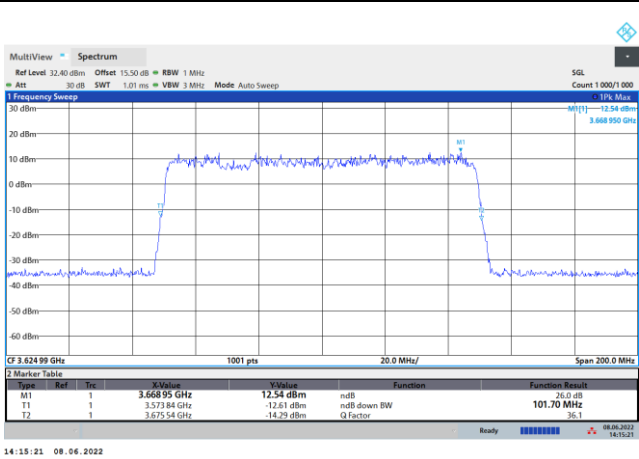 MultiView Spectrum
Ref Level 32.40 dBm Offset 15.50 dB RBW 1 MHz SGL
Att 30 dB SWT 1.01 ms VBW 3 MHz Mode Auto Sweep Count 1 000/1 000
1 Frequency Sweep 1Pk Max
30 dBm M1[1] 12.54 dBm
3.668 950 GHz
20 dBm
M1
10 dBm
0 dBm
T1 T2
-10 dBm
-20 dBm
-30 dBm
-40 dBm
-50 dBm
-60 dBm
CF 3.624 99 GHz 1001 pts 20.0 MHz/ Span 200.0 MHz
2 Marker Table
Type Ref Trc X-Value Y-Value Function Function Result
M1 1 3.668 95 GHz 12.54 dBm ndB 26.0 dB
T1 1 3.573 84 GHz -12.61 dBm ndB down BW 101.70 MHz
T2 1 3.675 54 GHz -14.29 dBm Q Factor 36.1
Ready 08.06.2022
14:15:21
14:15:21 08.06.2022